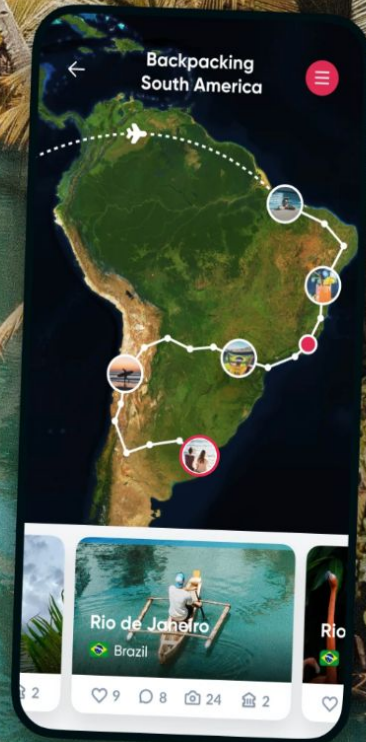 Backpacking
South America
Rio de Janeiro
Brazil
2
9
8
24
2
Rio